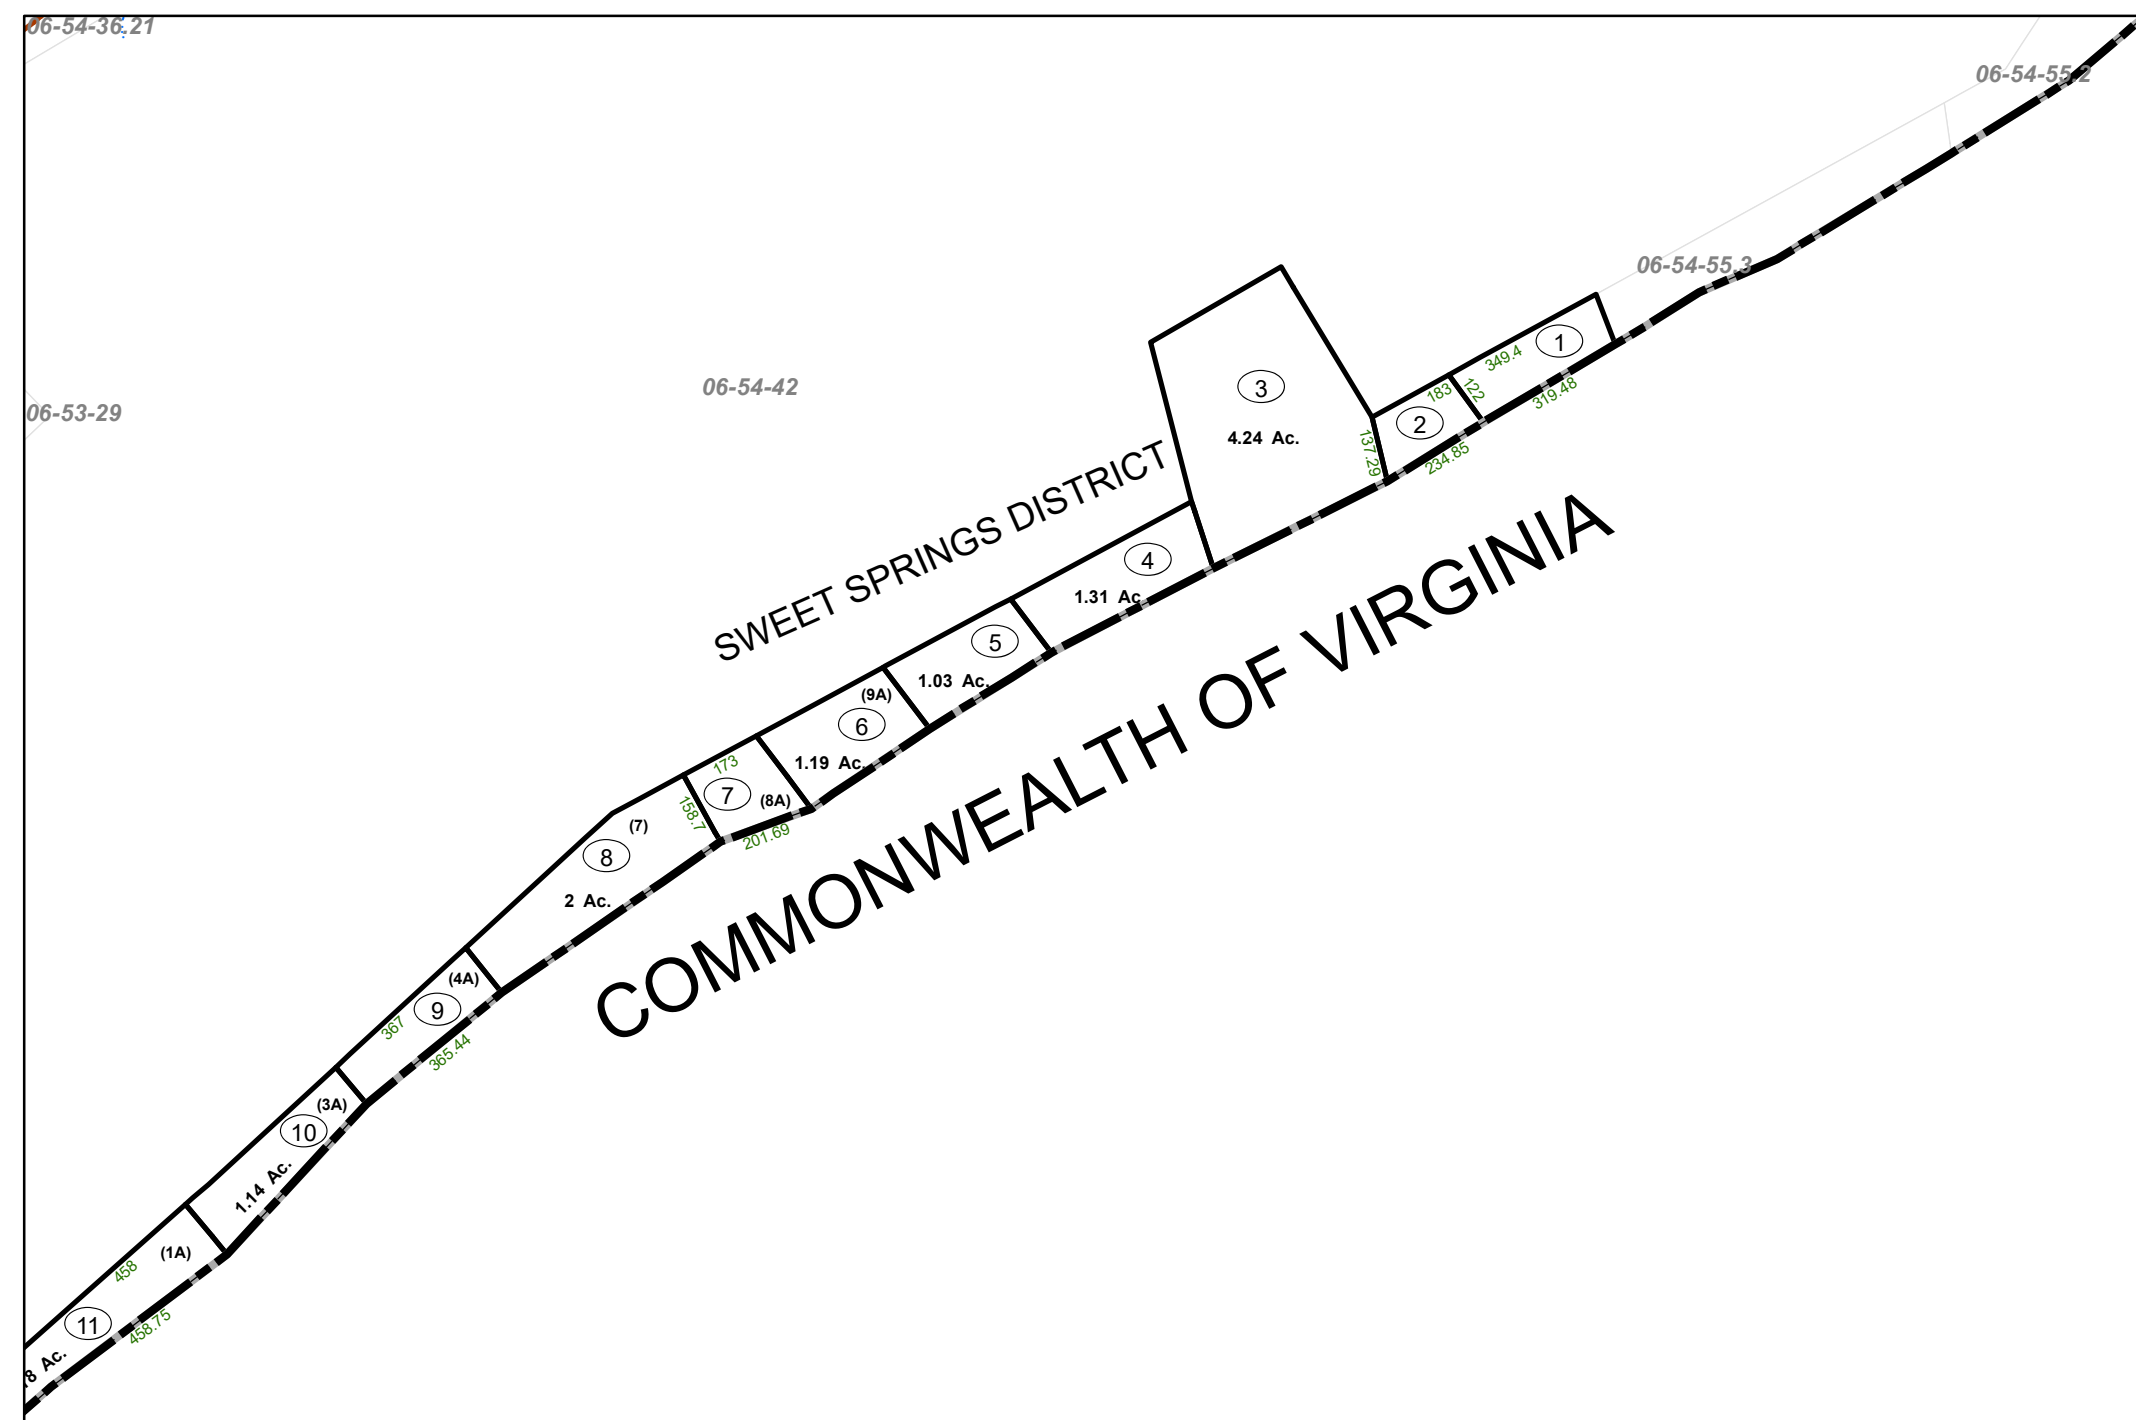 06-54-36.21
06-54-55.2
06-54-55.3
1
349.4
122
319.48
183
2
137.29
234.85
3
4.24 Ac.
06-54-42
06-53-29
SWEET SPRINGS DISTRICT
4
1.31 Ac.
5
1.03 Ac.
(9A)
6
1.19 Ac.
173
7
(8A)
158.7
201.69
(7)
8
2 Ac.
COMMONWEALTH OF VIRGINIA
(4A)
9
367
365.44
(3A)
10
1.14 Ac.
(1A)
458
11
458.75
8 Ac.